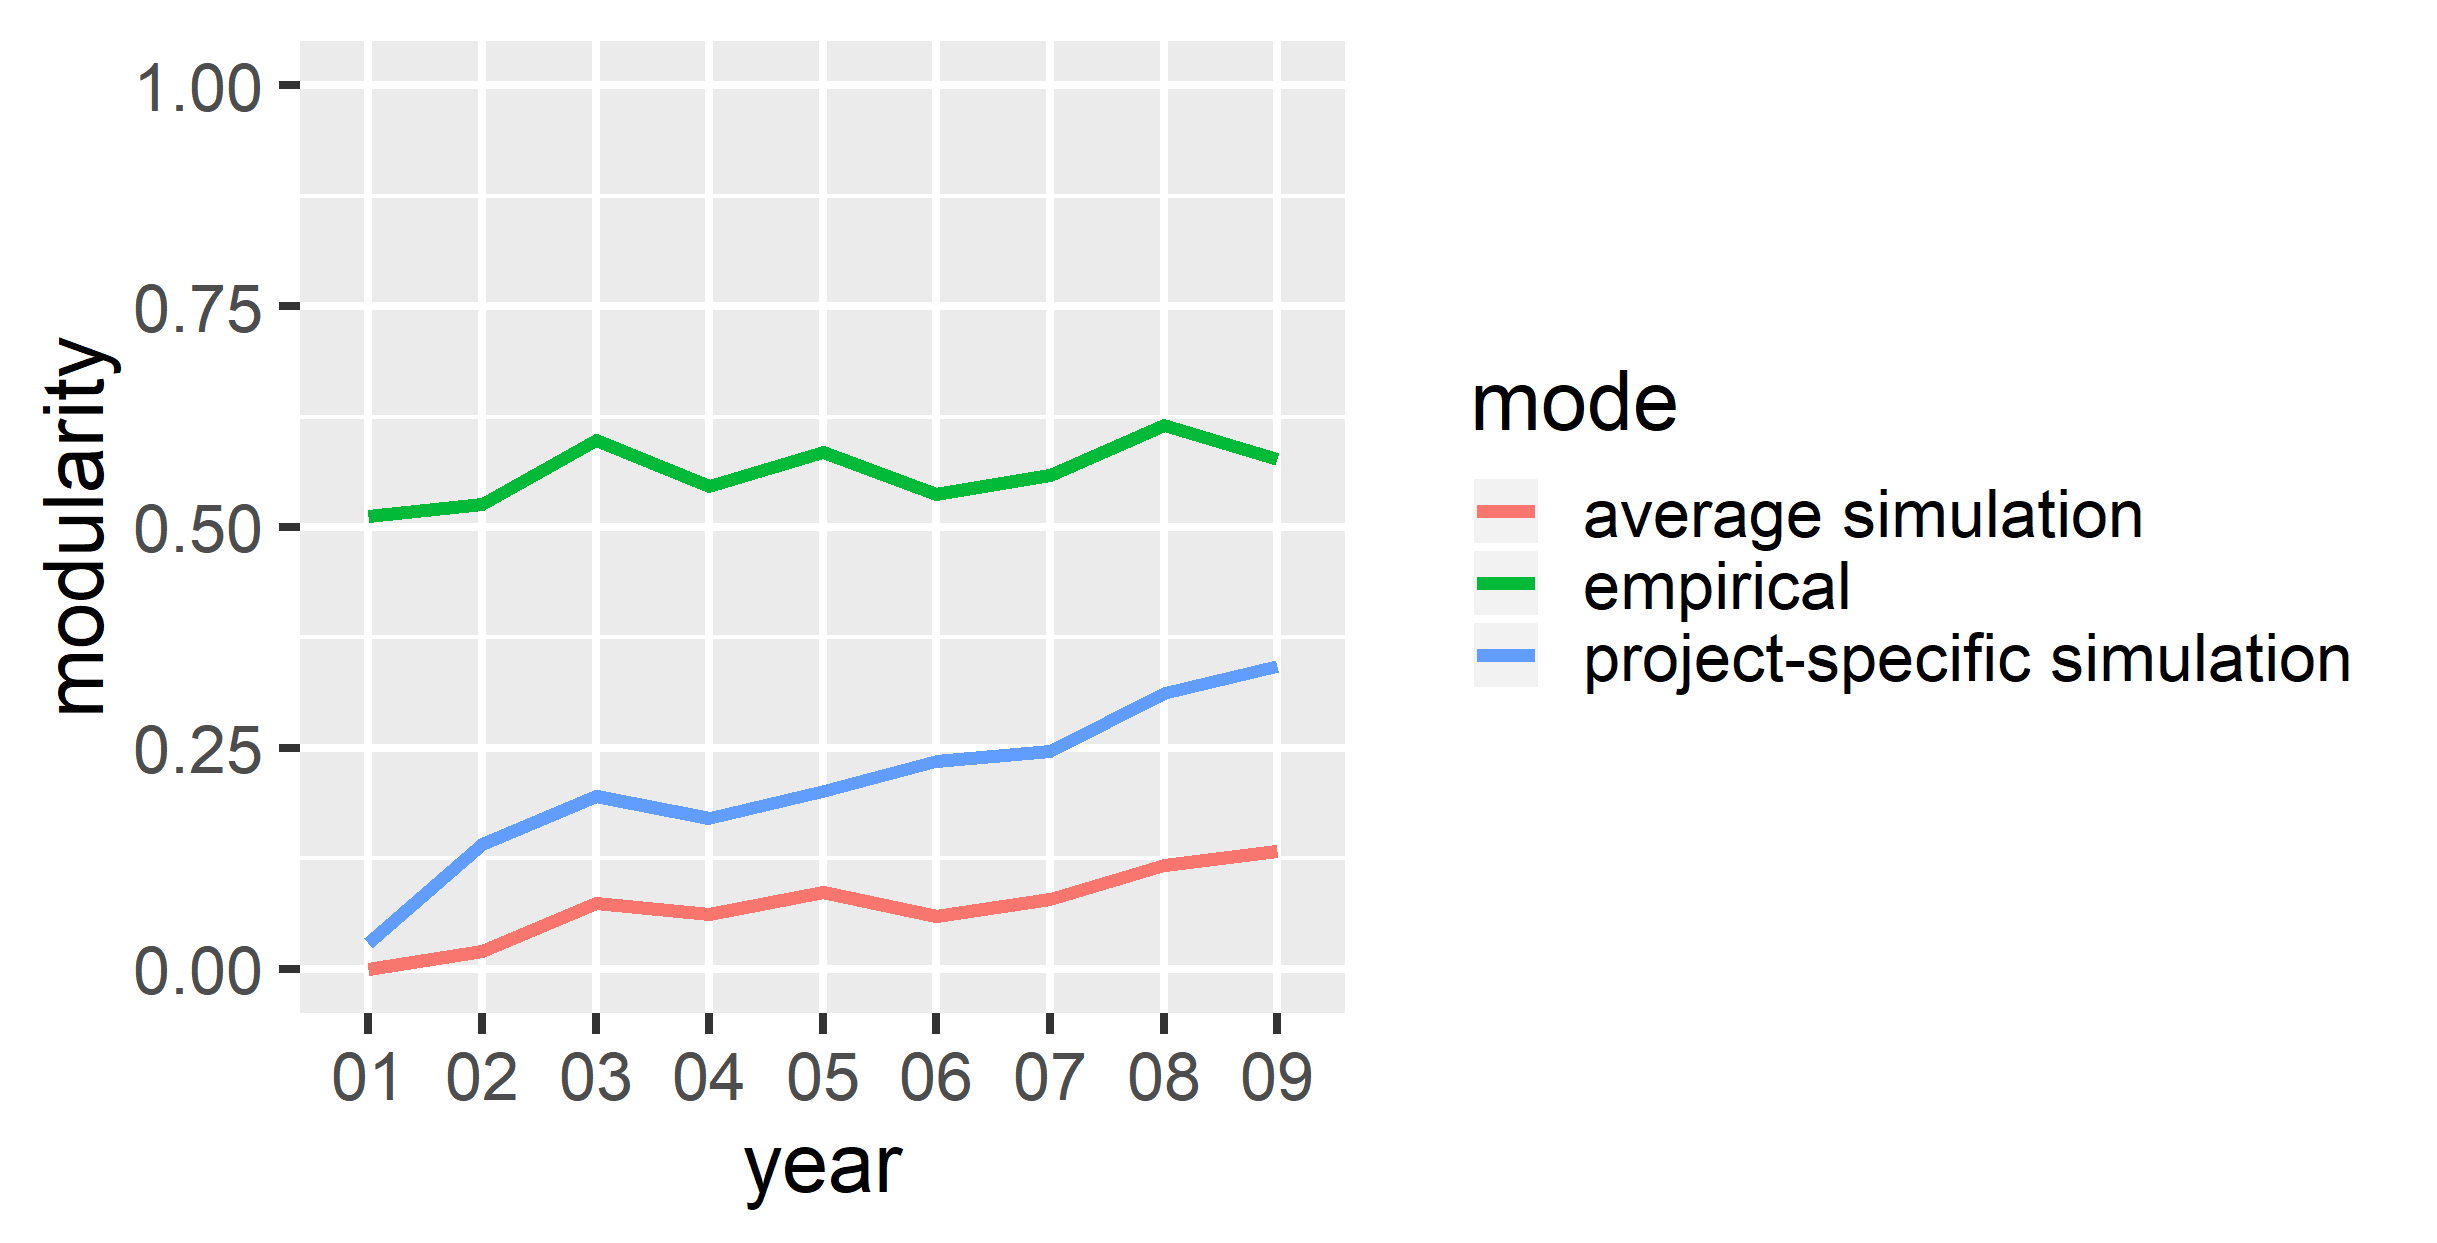 1.00
0.75
0.50
0.25
0.00
modularity
01 02 03 04 05 06 07 08 09
year
mode
average simulation
empirical
project-specific simulation